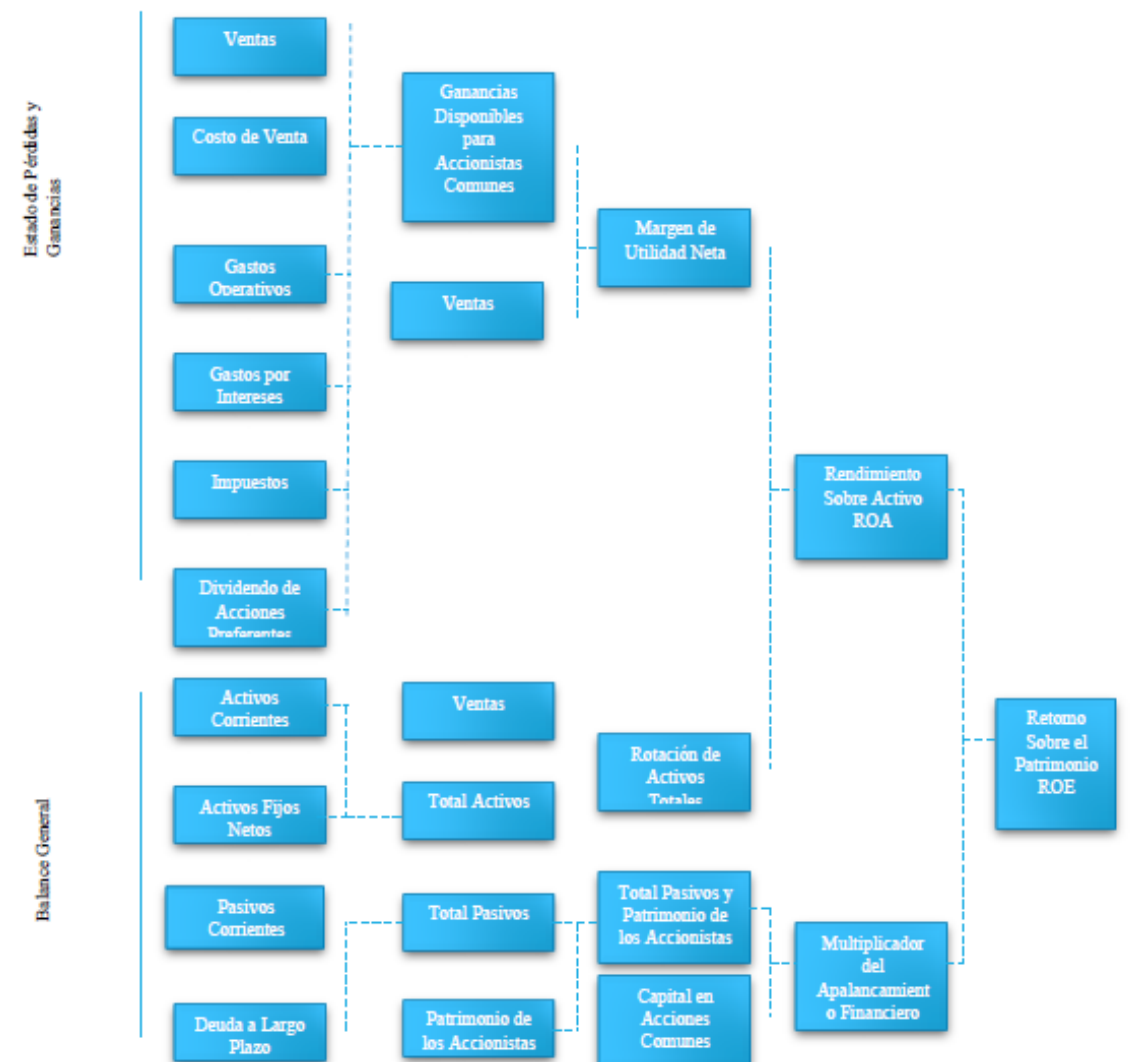 Estado de Pérdidas y
Ganancias
Ventas
Costo de Venta
Gastos
Operativos
Gastos por
Intereses
Impuestos
Dividendo de
Acciones
Preferentes
Ganancias
Disponibles
para
Accionistas
Comunes
Ventas
Margen de
Utilidad Neta
Rendimiento
Sobre Activo
ROA
Balance General
Activos
Corrientes
Activos Fijos
Netos
Pasivos
Corrientes
Deuda a Largo
Plazo
Ventas
Total Activos
Total Pasivos
Patrimonio de
los Accionistas
Rotación de
Activos
Totales
Total Pasivos y
Patrimonio de
los Accionistas
Capital en
Acciones
Comunes
Multiplicador
del
Apalancamient
o Financiero
Retorno
Sobre el
Patrimonio
ROE